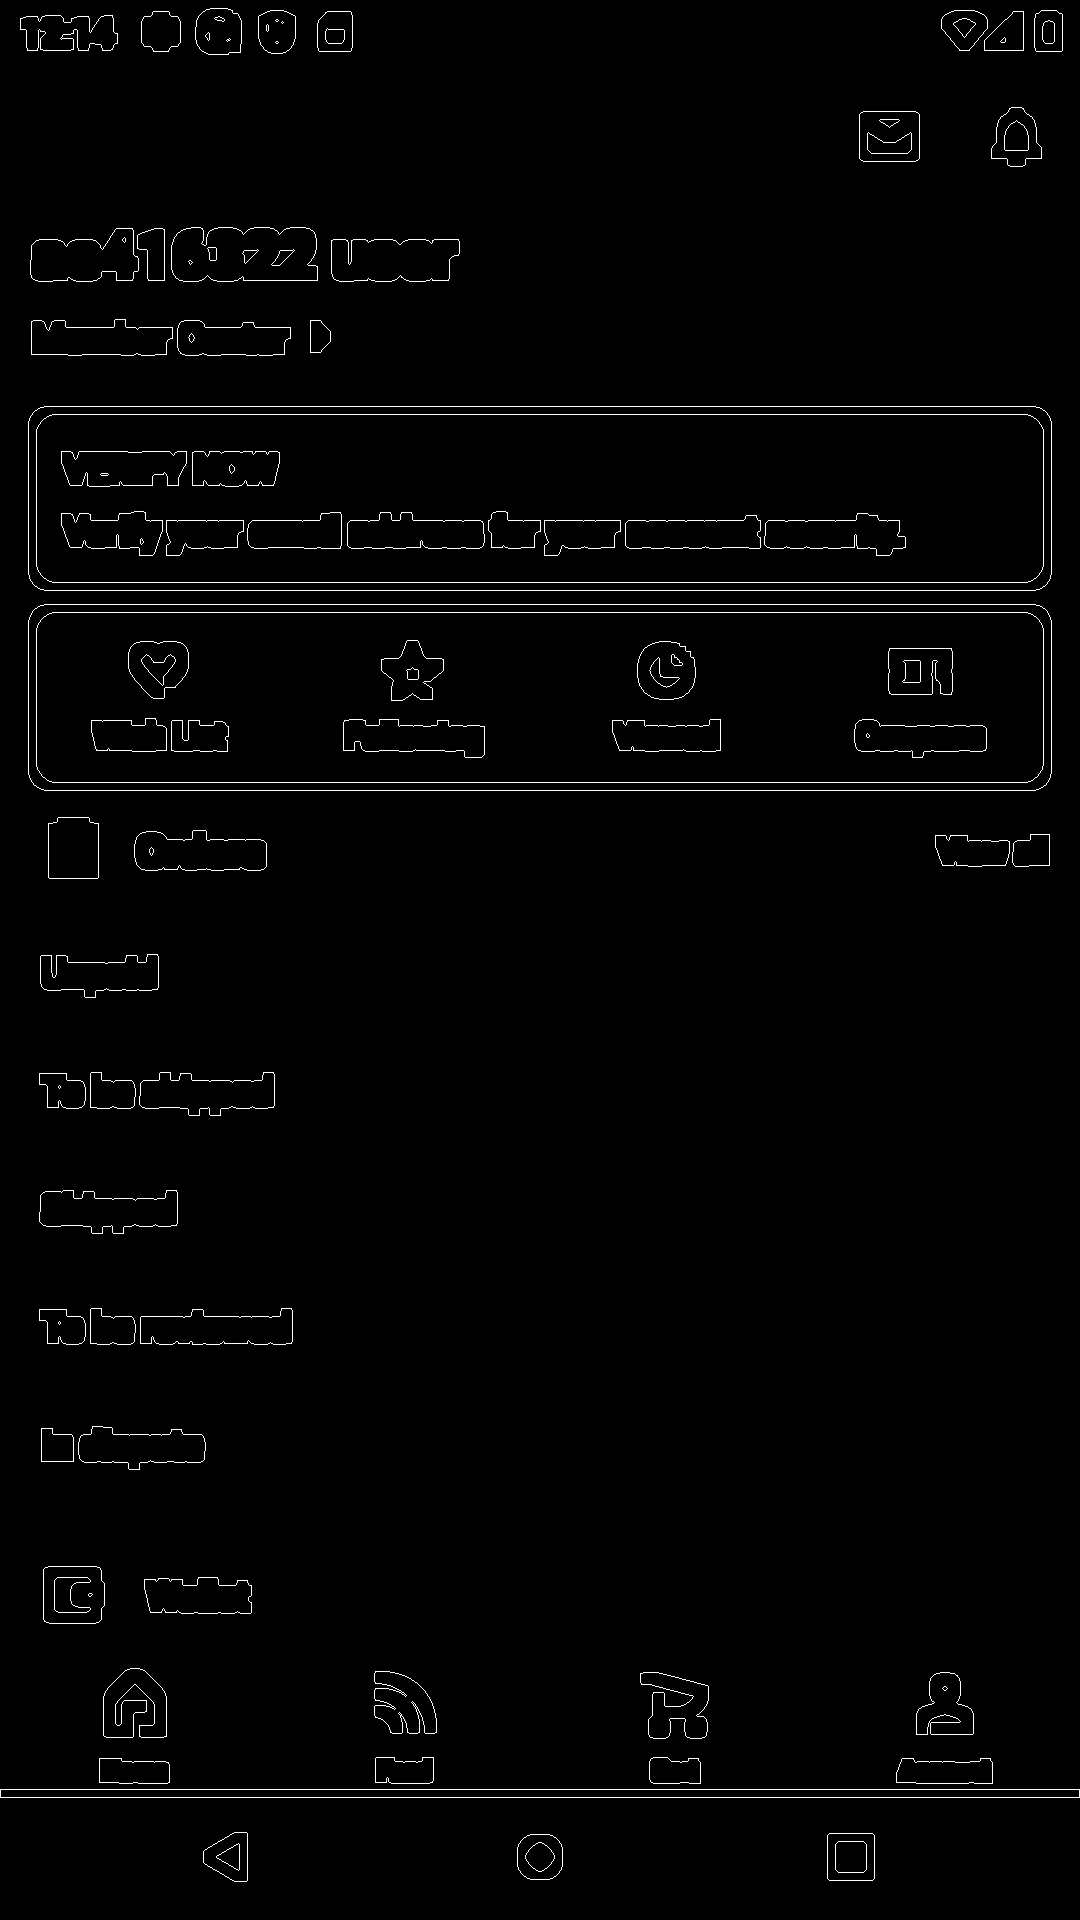 12:14
user
Member Center
VERIFY NOW
Verify your email address for your account security.
Wish List
Following
Viewed
Coupons
Orders
View all
Unpaid
To be shipped
Shipped
To be reviewed
In dispute
Wallet
Home
Feed
Cart
Account